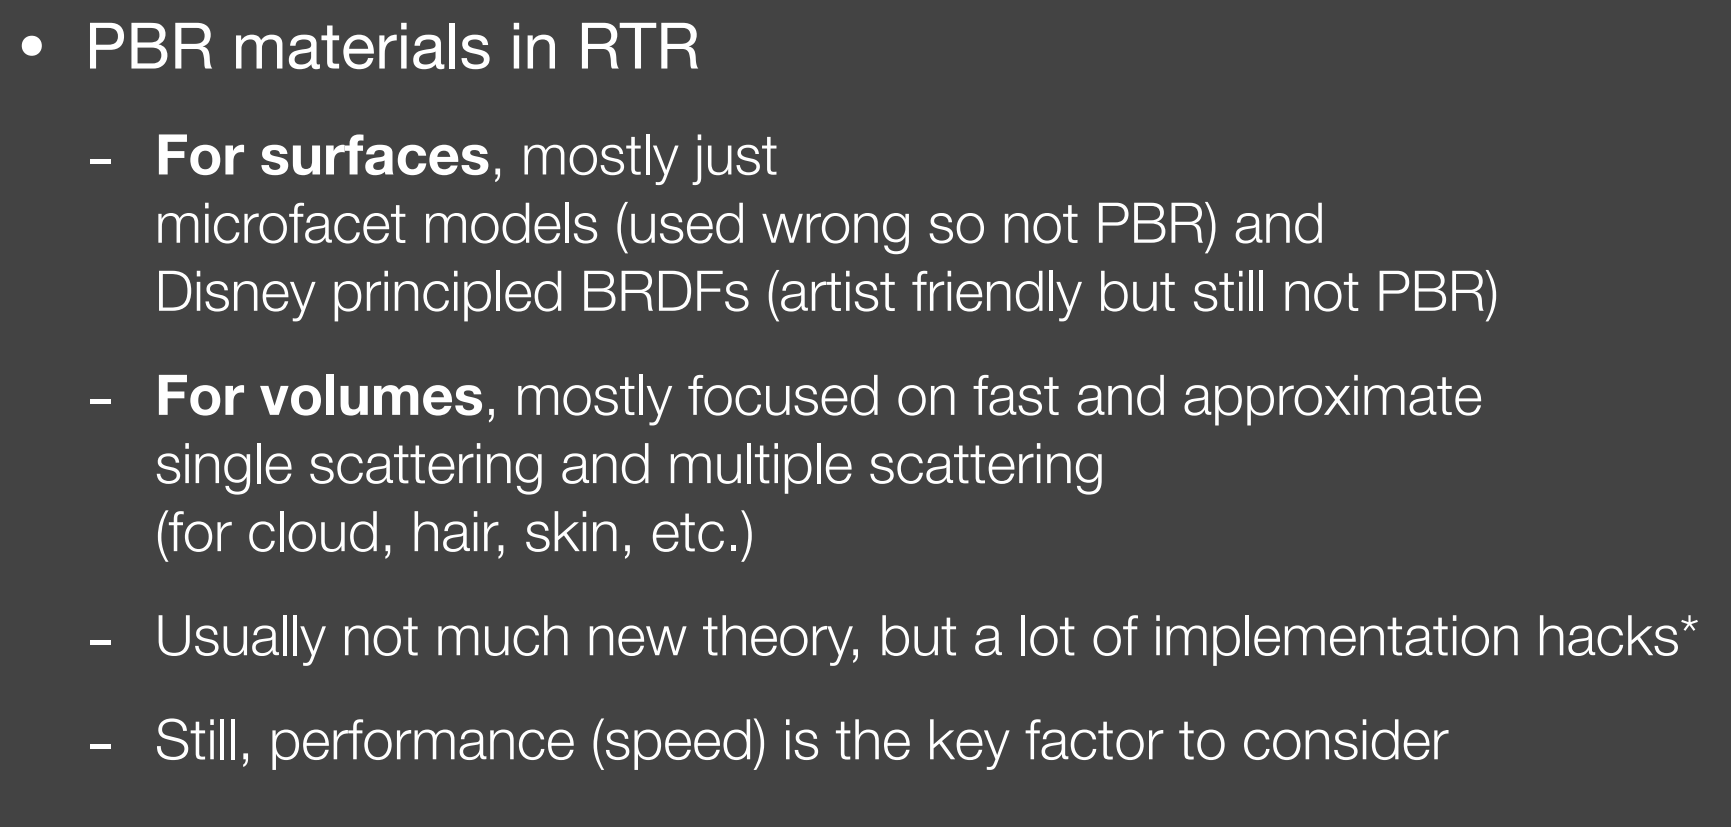 • PBR materials in RTR
- For surfaces, mostly just
microfacet models (used wrong so not PBR) and
Disney principled BRDFs (artist friendly but still not PBR)
- For volumes, mostly focused on fast and approximate
single scattering and multiple scattering
(for cloud, hair, skin, etc.)
- Usually not much new theory, but a lot of implementation hacks*
- Still, performance (speed) is the key factor to consider